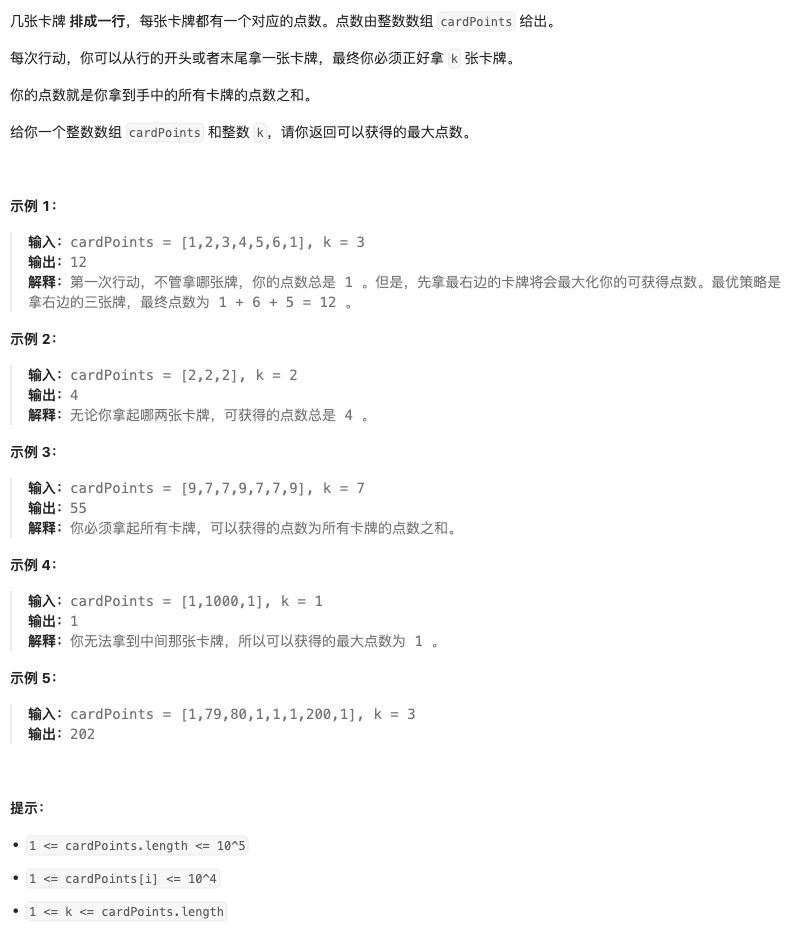 几张卡牌 排成一行，每张卡牌都有一个对应的点数。点数由整数数组 cardPoints 给出。
每次行动，你可以从行的开头或者末尾拿一张卡牌，最终你必须正好拿 k 张卡牌。
你的点数就是你拿到手中的所有卡牌的点数之和。
给你一个整数数组 cardPoints 和整数 k，请你返回可以获得的最大点数。
示例 1：
输入：cardPoints = [1,2,3,4,5,6,1], k = 3
输出：12
解释：第一次行动，不管拿哪张牌，你的点数总是 1 。但是，先拿最右边的卡牌将会最大化你的可获得点数。最优策略是
拿右边的三张牌，最终点数为 1 + 6 + 5 = 12 。
示例 2：
输入：cardPoints = [2,2,2], k = 2
输出：4
解释：无论你拿起哪两张卡牌，可获得的点数总是 4 。
示例 3：
输入：cardPoints = [9,7,7,9,7,7,9], k = 7
输出：55
解释：你必须拿起所有卡牌，可以获得的点数为所有卡牌的点数之和。
示例 4：
输入：cardPoints = [1,1000,1], k = 1
输出：1
解释：你无法拿到中间那张卡牌，所以可以获得的最大点数为 1 。
示例 5：
输入：cardPoints = [1,79,80,1,1,1,200,1], k = 3
输出：202
提示：
• 1 <= cardPoints.length <= 10^5
• 1 <= cardPoints[i] <= 10^4
• 1 <= k <= cardPoints.length